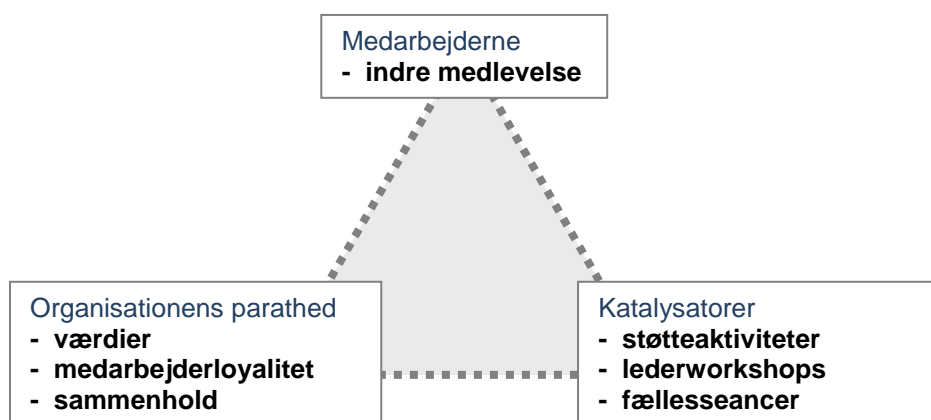 Medarbejderne
- indre medlevelse
Organisationens parathed
- værdier
- medarbejderloyalitet
- sammenhold
Katalysatorer
- støtteaktiviteter
- lederworkshops
- fællesseancer